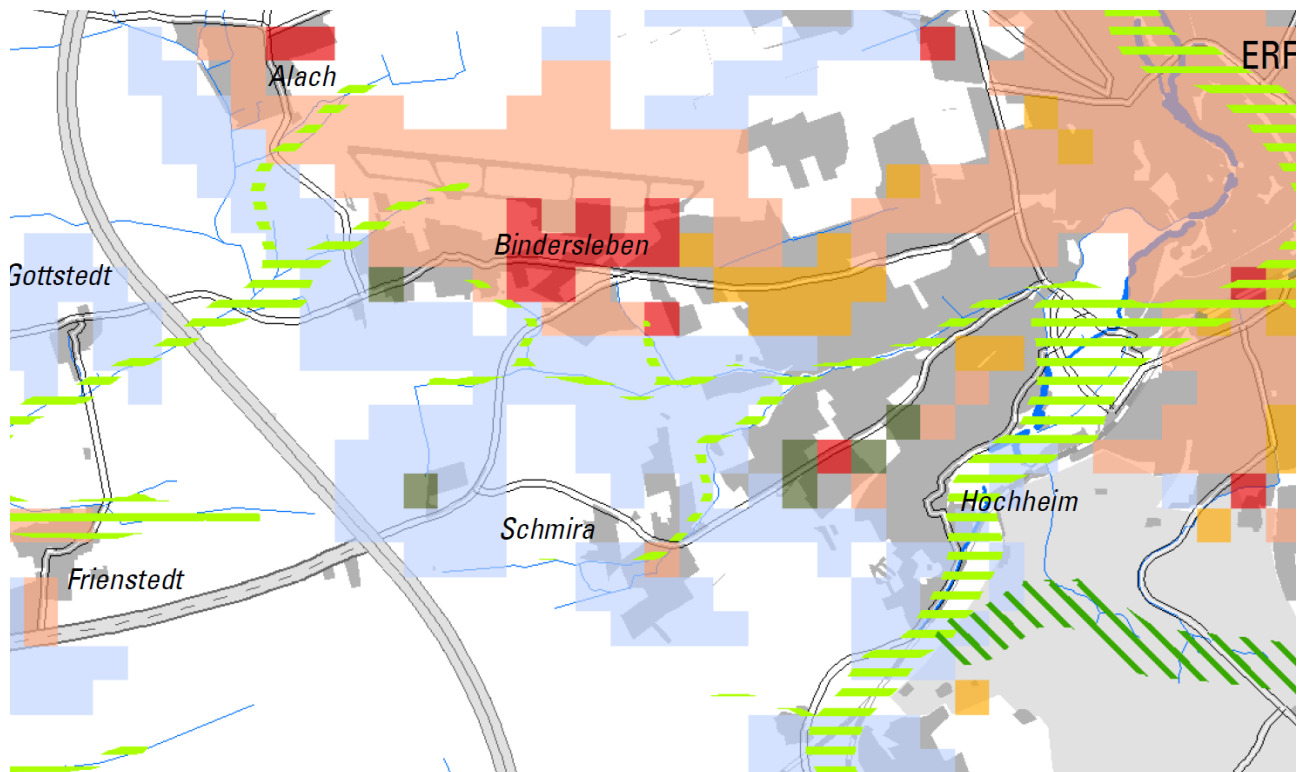 ERF
Alach
Bindersleben
Gottstedt
Hochheim
Schmira
Frienstedt